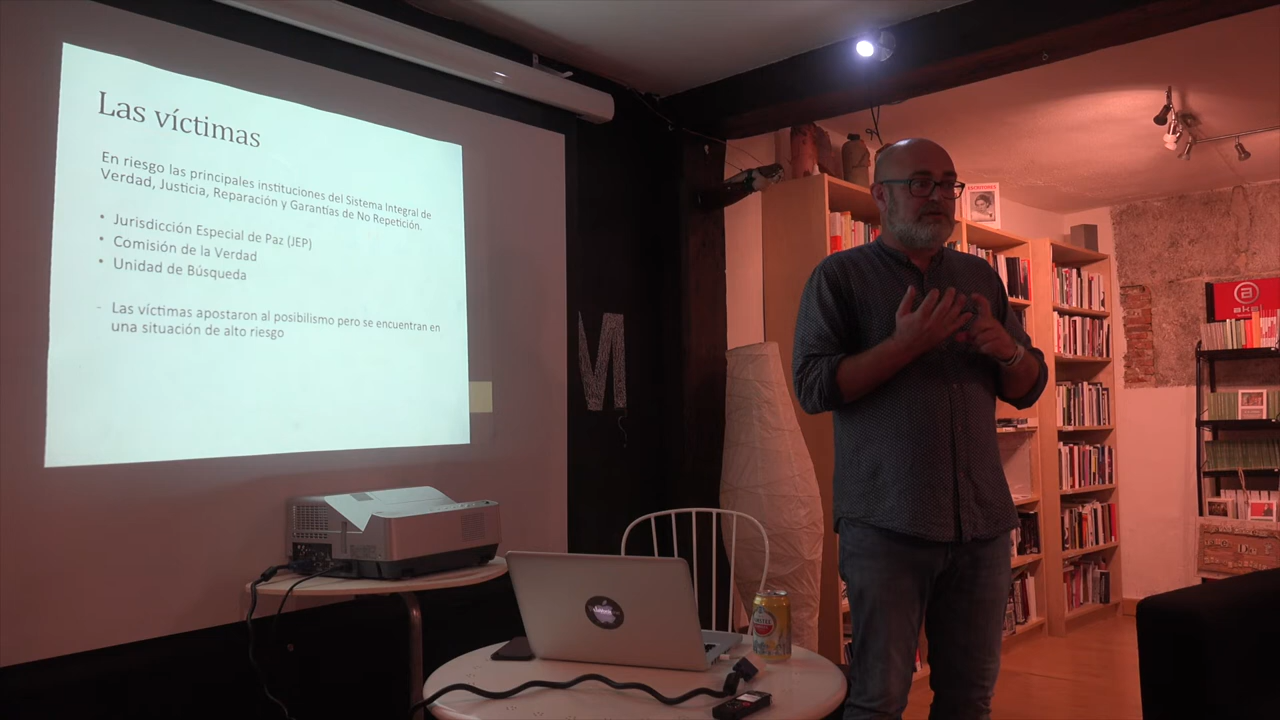 Las víctimas
En riesgo las principales instituciones del Sistema Integral de
Verdad, Justicia, Reparación y Garantías de No Repetición.
• Jurisdicción Especial de Paz (JEP)
• Comisión de la Verdad
• Unidad de Búsqueda
- Las víctimas apostaron al posibilismo pero se encuentran en
una situación de alto riesgo
M
akal